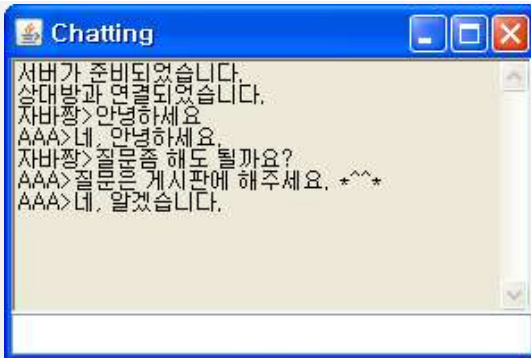 Chatting
서버가 준비되었습니다.
상대방과 연결되었습니다.
자바짱>안녕하세요
AAA>네, 안녕하세요.
자바짱>질문좀 해도 될까요?
AAA>질문은 게시판에 해주세요. *^^*
AAA>네, 알겠습니다.